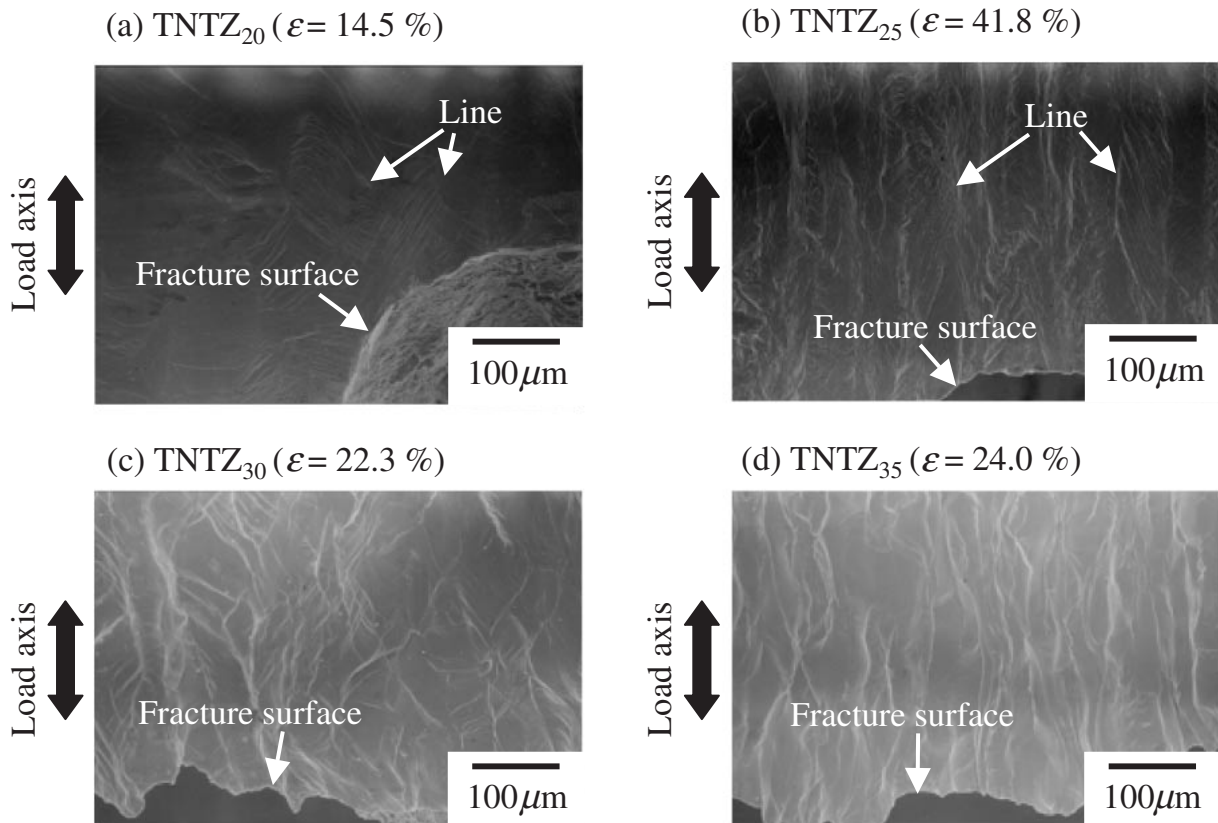 (a) TNTZ20 (ε = 14.5 %)
Line
Load axis
Fracture surface
100μm
(b) TNTZ25 (ε = 41.8 %)
Line
Load axis
Fracture surface
100μm
(c) TNTZ30 (ε = 22.3 %)
Load axis
Fracture surface
100μm
(d) TNTZ35 (ε = 24.0 %)
Load axis
Fracture surface
100μm